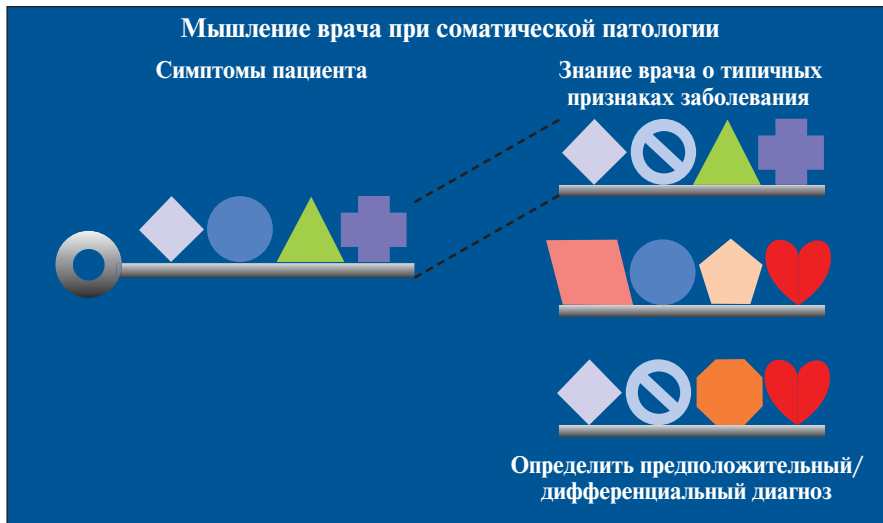 Мышление врача при соматической патологии
Симптомы пациента
Знание врача о типичных
признаках заболевания
Определить предположительный/
дифференциальный диагноз